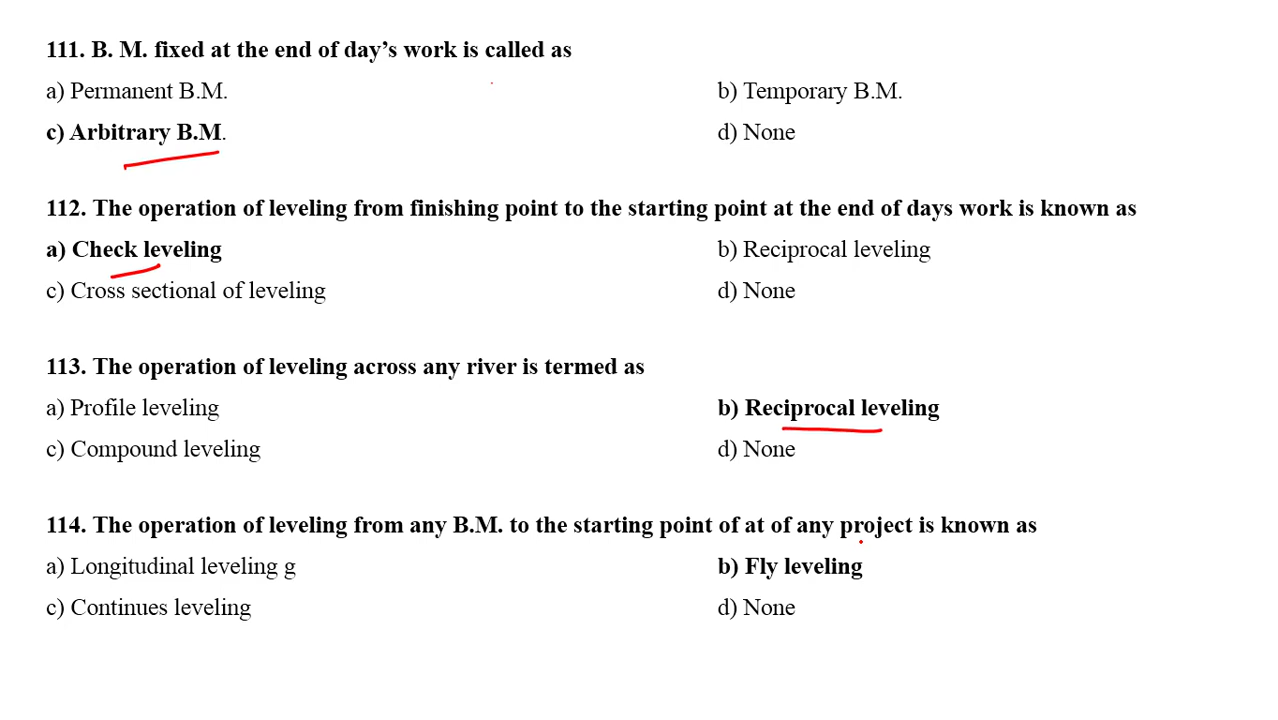 111. B. M. fixed at the end of day’s work is called as
a) Permanent B.M. b) Temporary B.M.
c) Arbitrary B.M. d) None
112. The operation of leveling from finishing point to the starting point at the end of days work is known as
a) Check leveling b) Reciprocal leveling
c) Cross sectional of leveling d) None
113. The operation of leveling across any river is termed as
a) Profile leveling b) Reciprocal leveling
c) Compound leveling d) None
114. The operation of leveling from any B.M. to the starting point of at of any project is known as
a) Longitudinal leveling g b) Fly leveling
c) Continues leveling d) None